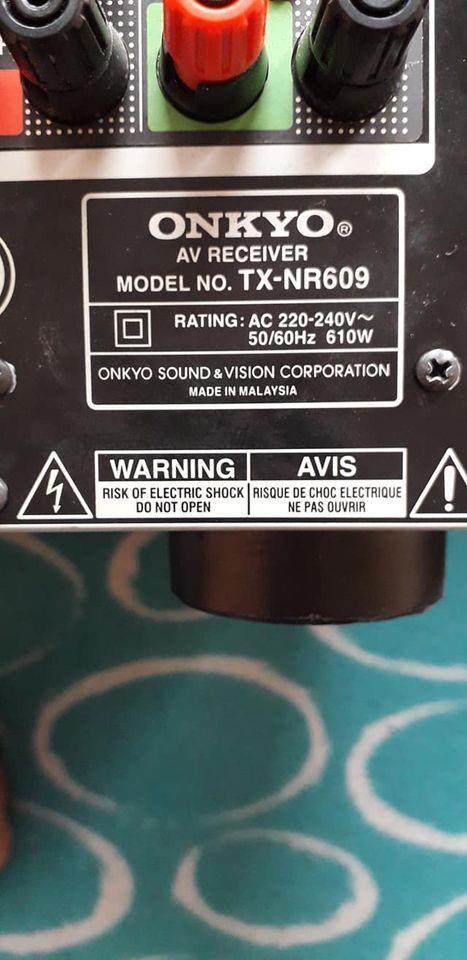 ONKYO®
AV RECEIVER
MODEL NO. TX-NR609
RATING: AC 220-240V~
50/60Hz 610W
ONKYO SOUND & VISION CORPORATION
MADE IN MALAYSIA
WARNING
RISK OF ELECTRIC SHOCK
DO NOT OPEN
AVIS
RISQUE DE CHOC ELECTRIQUE
NE PAS OUVRIR